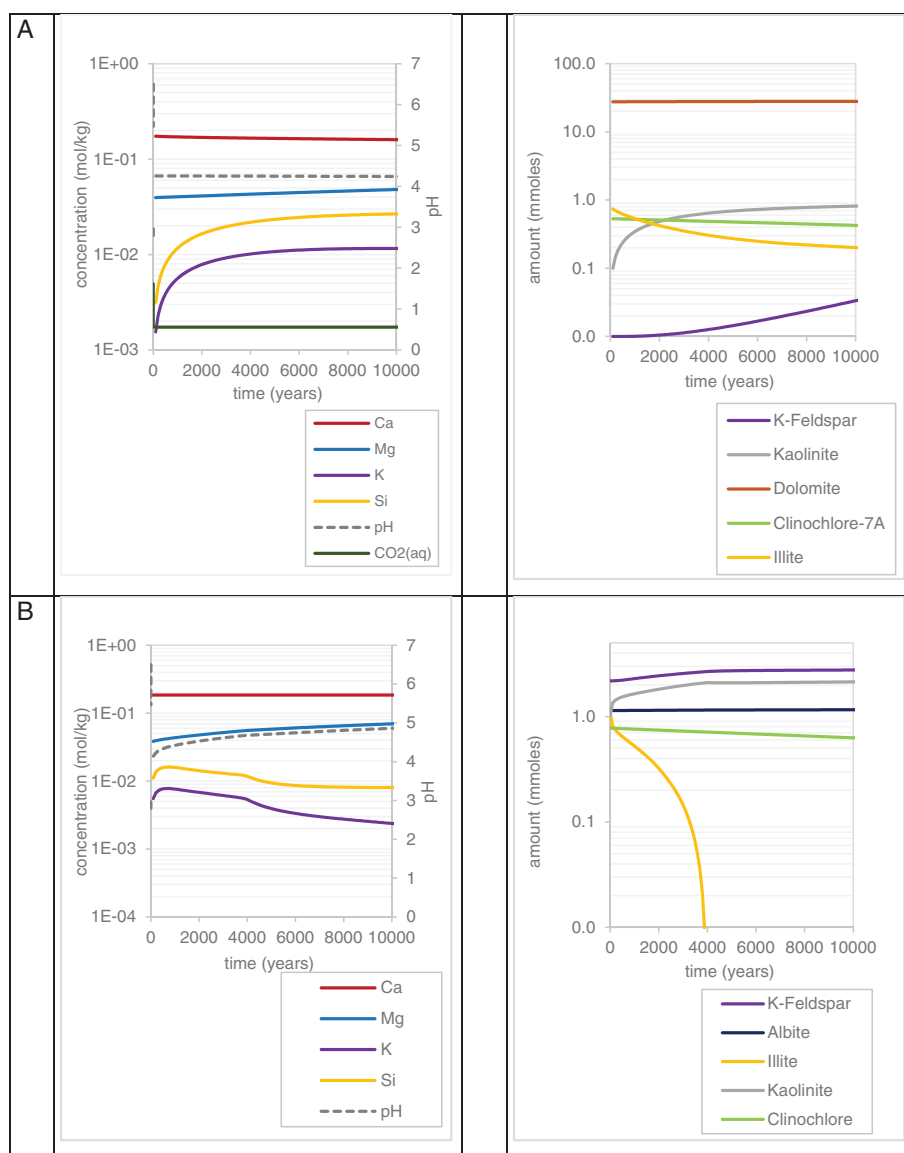 A
1E+00
1E-01
1E-02
1E-03
concentration (mol/kg)
7
6
5
4
3
2
1
0
pH
0 2000 4000 6000 8000 10000
time (years)
Ca
Mg
K
Si
pH
CO2(aq)
100.0
10.0
1.0
0.1
0.0
amount (mmoles)
0 2000 4000 6000 8000 10000
time (years)
K-Feldspar
Kaolinite
Dolomite
Clinochlore-7A
Illite
B
1E+00
1E-01
1E-02
1E-03
1E-04
concentration (mol/kg)
7
6
5
4
3
2
1
0
pH
0 2000 4000 6000 8000 10000
time (years)
Ca
Mg
K
Si
pH
1.0
0.1
0.0
amount (mmoles)
0 2000 4000 6000 8000 10000
time (years)
K-Feldspar
Albite
Illite
Kaolinite
Clinochlore